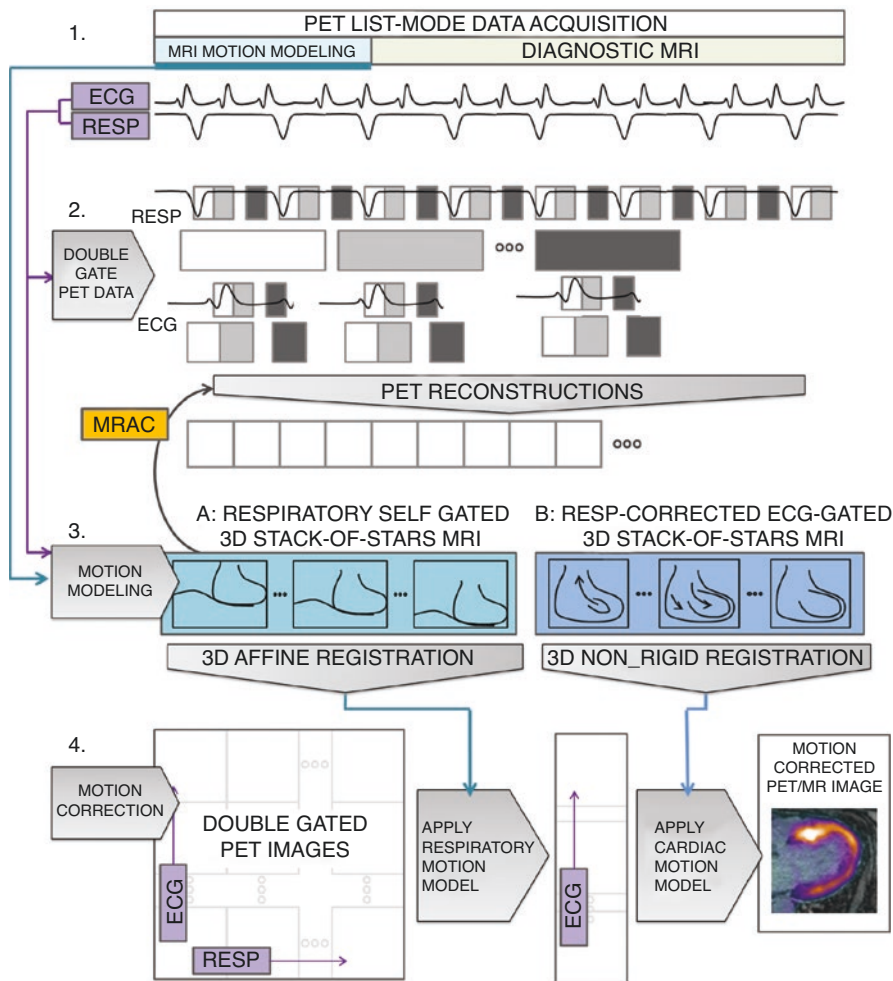 1.
PET LIST-MODE DATA ACQUISITION
MRI MOTION MODELING
DIAGNOSTIC MRI
ECG
RESP
2.
RESP
DOUBLE
GATE
PET DATA
ECG
PET RECONSTRUCTIONS
MRAC
3.
A: RESPIRATORY SELF GATED
3D STACK-OF-STARS MRI
B: RESP-CORRECTED ECG-GATED
3D STACK-OF-STARS MRI
MOTION
MODELING
3D AFFINE REGISTRATION
3D NON_RIGID REGISTRATION
4.
MOTION
CORRECTION
DOUBLE GATED
PET IMAGES
ECG
RESP
APPLY
RESPIRATORY
MOTION
MODEL
ECG
APPLY
CARDIAC
MOTION
MODEL
MOTION
CORRECTED
PET/MR IMAGE